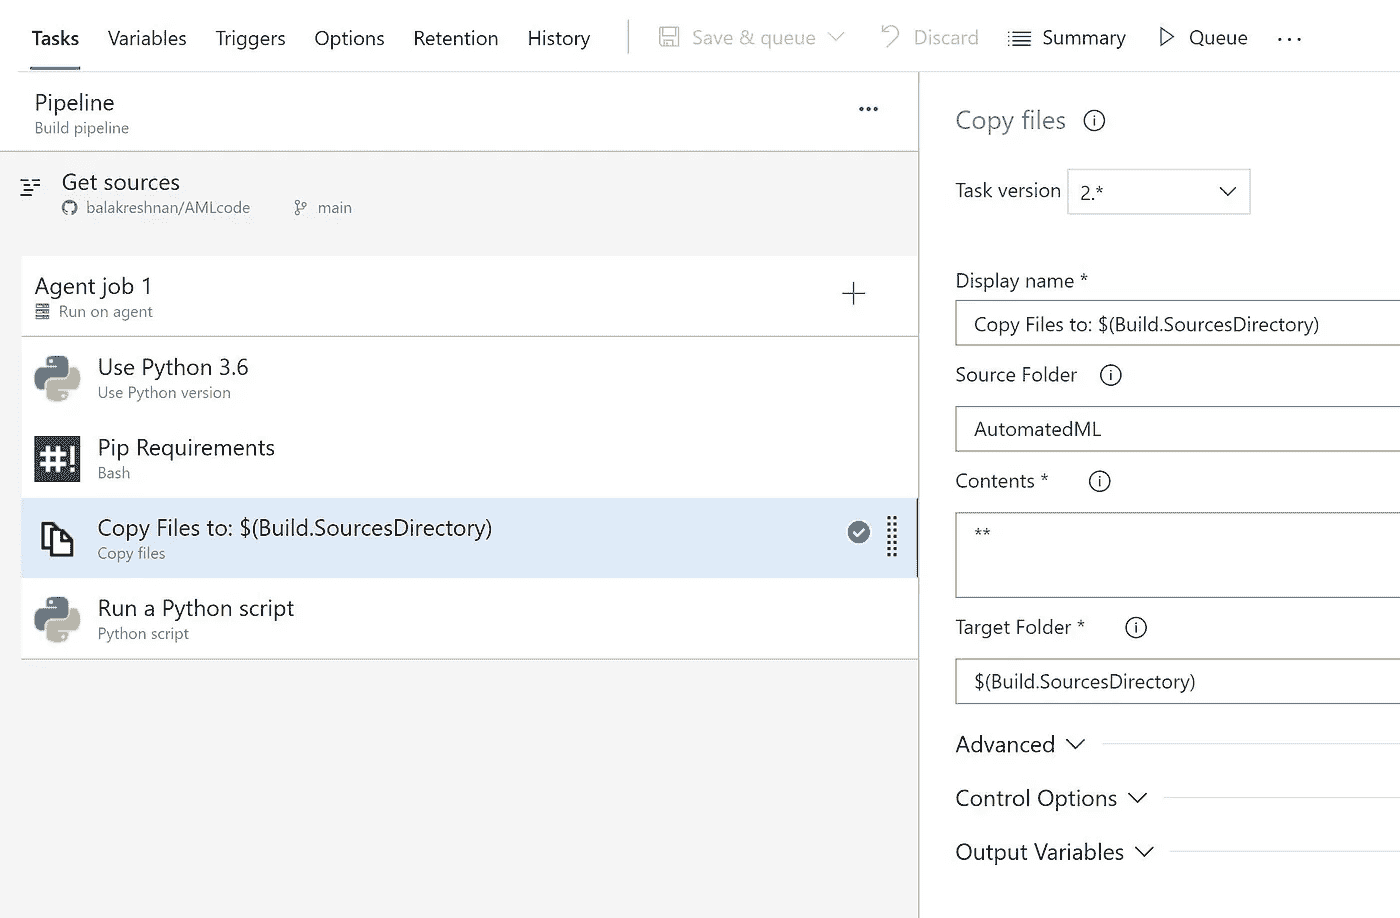 Tasks Variables Triggers Options Retention History Save & queue Discard Summary Queue ...
Pipeline
Build pipeline
Get sources
balakreshnan/AMLcode main
Agent job 1
Run on agent
Use Python 3.6
Use Python version
Pip Requirements
Bash
Copy Files to: $(Build.SourcesDirectory)
Copy files
Run a Python script
Python script
Copy files
Task version 2.*
Display name *
Copy Files to: $(Build.SourcesDirectory)
Source Folder
AutomatedML
Contents *
**
Target Folder *
$(Build.SourcesDirectory)
Advanced
Control Options
Output Variables